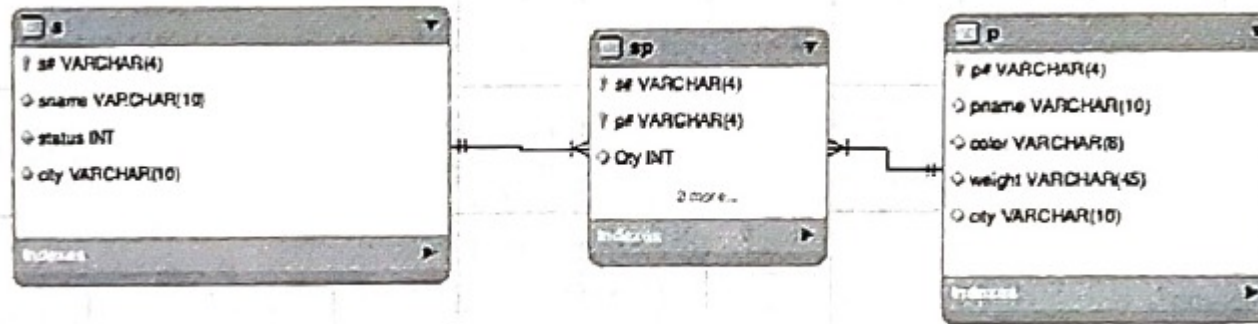 s
s# VARCHAR(4)
sname VARCHAR(10)
status INT
city VARCHAR(10)
Indexes
sp
s# VARCHAR(4)
p# VARCHAR(4)
Qty INT
2 more...
Indexes
p
p# VARCHAR(4)
pname VARCHAR(10)
color VARCHAR(8)
weight VARCHAR(45)
city VARCHAR(10)
Indexes